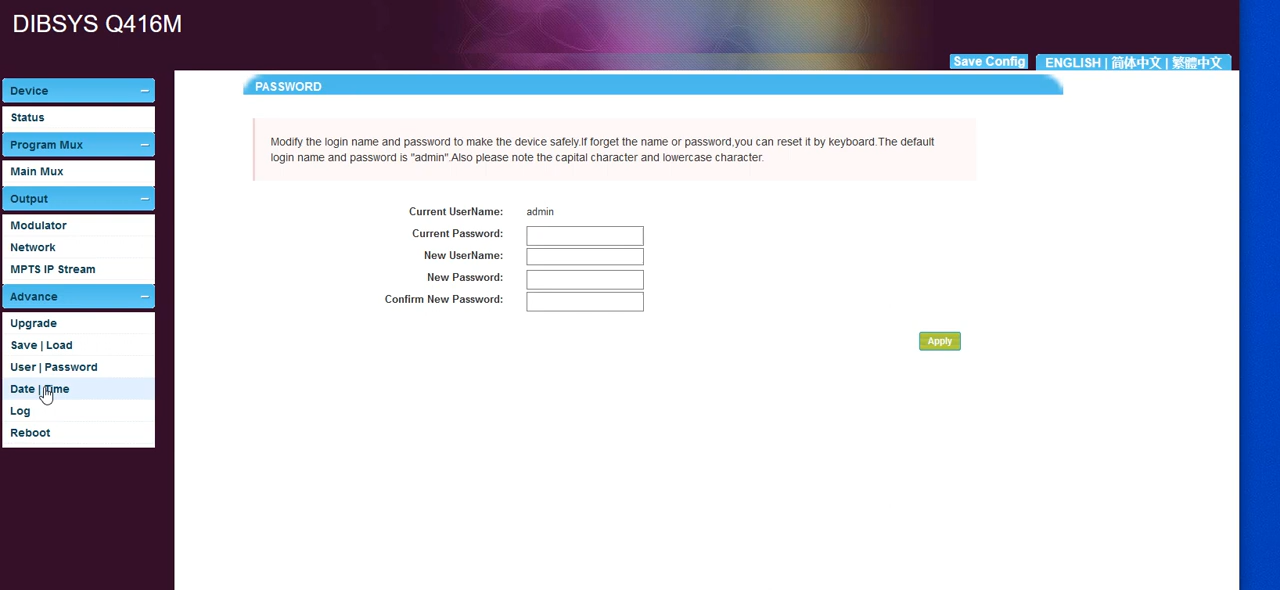 DIBSYS Q416M
Save Config
ENGLISH | 简体中文 | 繁體中文
Device
Status
Program Mux
Main Mux
Output
Modulator
Network
MPTS IP Stream
Advance
Upgrade
Save | Load
User | Password
Date | Time
Log
Reboot
PASSWORD
Modify the login name and password to make the device safely.If forget the name or password,you can reset it by keyboard.The default
login name and password is "admin".Also please note the capital character and lowercase character.
Current UserName: admin
Current Password:
New UserName:
New Password:
Confirm New Password:
Apply